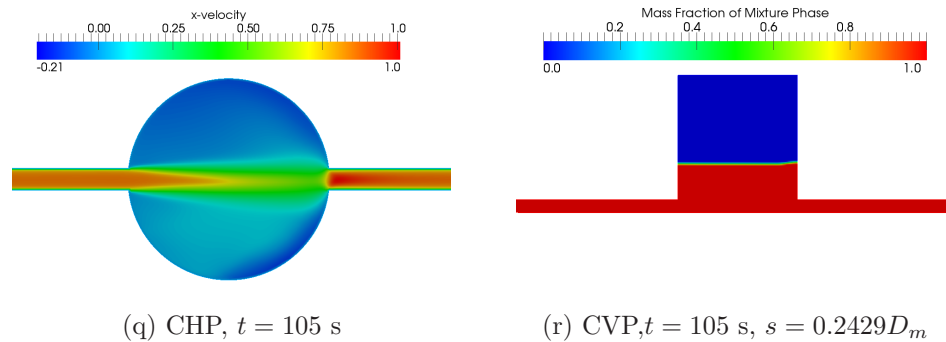 x-velocity
0.00 0.25 0.50 0.75 1.0
-0.21 1.0
(q) CHP, t = 105 s
Mass Fraction of Mixture Phase
0.2 0.4 0.6 0.8
0.0 1.0
(r) CVP,t = 105 s, s = 0.2429D_m